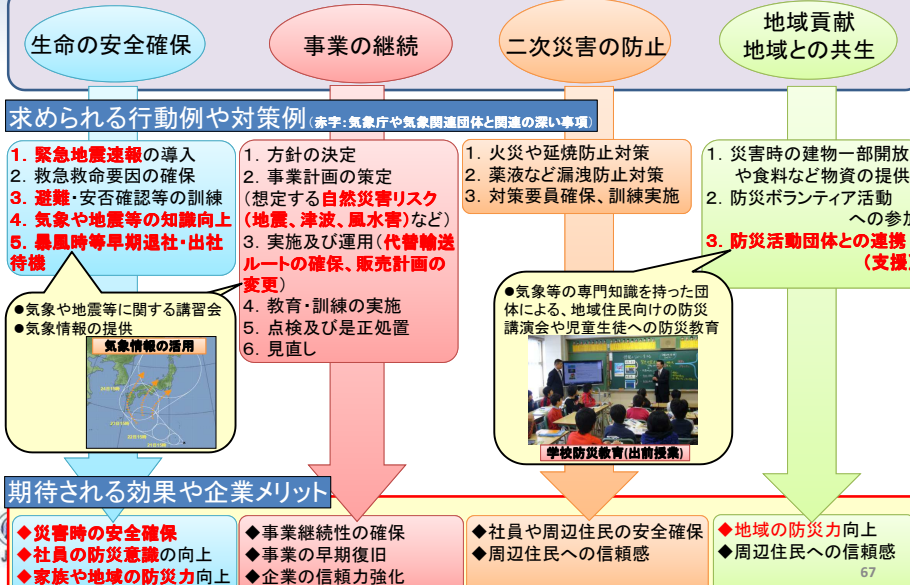 生命の安全確保
事業の継続
二次災害の防止
地域貢献
地域との共生
求められる行動例や対策例(赤字:気象庁や気象関連団体と関連の深い事項)
1. 緊急地震速報の導入
2. 救急救命要因の確保
3. 避難・安否確認等の訓練
4. 気象や地震等の知識向上
5. 暴風時等早期退社・出社
待機
●気象や地震等に関する講習会
●気象情報の提供
気象情報の活用
1. 方針の決定
2. 事業計画の策定
(想定する自然災害リスク
(地震、津波、風水害)など)
3. 実施及び運用(代替輸送
ルートの確保、販売計画の
変更)
4. 教育・訓練の実施
5. 点検及び是正処置
6. 見直し
1. 火災や延焼防止対策
2. 薬液など漏洩防止対策
3. 対策要員確保、訓練実施
●気象等の専門知識を持った団
体による、地域住民向けの防災
講演会や児童生徒への防災教育
学校防災教育(出前授業)
1. 災害時の建物一部開放
や食料など物資の提供
2. 防災ボランティア活動
への参加
3. 防災活動団体との連携
(支援
期待される効果や企業メリット
◆災害時の安全確保
◆社員の防災意識の向上
◆家族や地域の防災力向上
◆事業継続性の確保
◆事業の早期復旧
◆企業の信頼力強化
◆社員や周辺住民の安全確保
◆周辺住民への信頼感
◆地域の防災力向上
◆周辺住民への信頼感
67